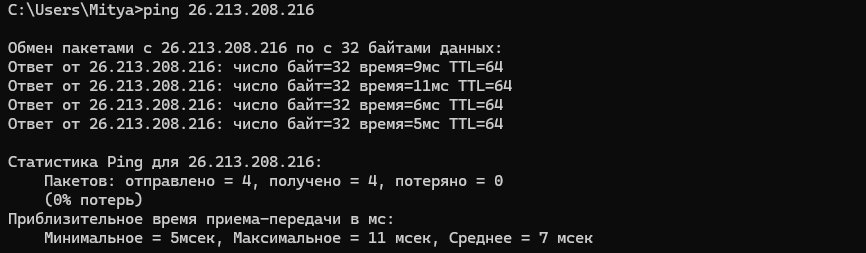 C:\Users\Mitya>ping 26.213.208.216
Обмен пакетами с 26.213.208.216 по с 32 байтами данных:
Ответ от 26.213.208.216: число байт=32 время=9мс TTL=64
Ответ от 26.213.208.216: число байт=32 время=11мс TTL=64
Ответ от 26.213.208.216: число байт=32 время=6мс TTL=64
Ответ от 26.213.208.216: число байт=32 время=5мс TTL=64
Статистика Ping для 26.213.208.216:
Пакетов: отправлено = 4, получено = 4, потеряно = 0
(0% потерь)
Приблизительное время приема-передачи в мс:
Минимальное = 5мсек, Максимальное = 11 мсек, Среднее = 7 мсек